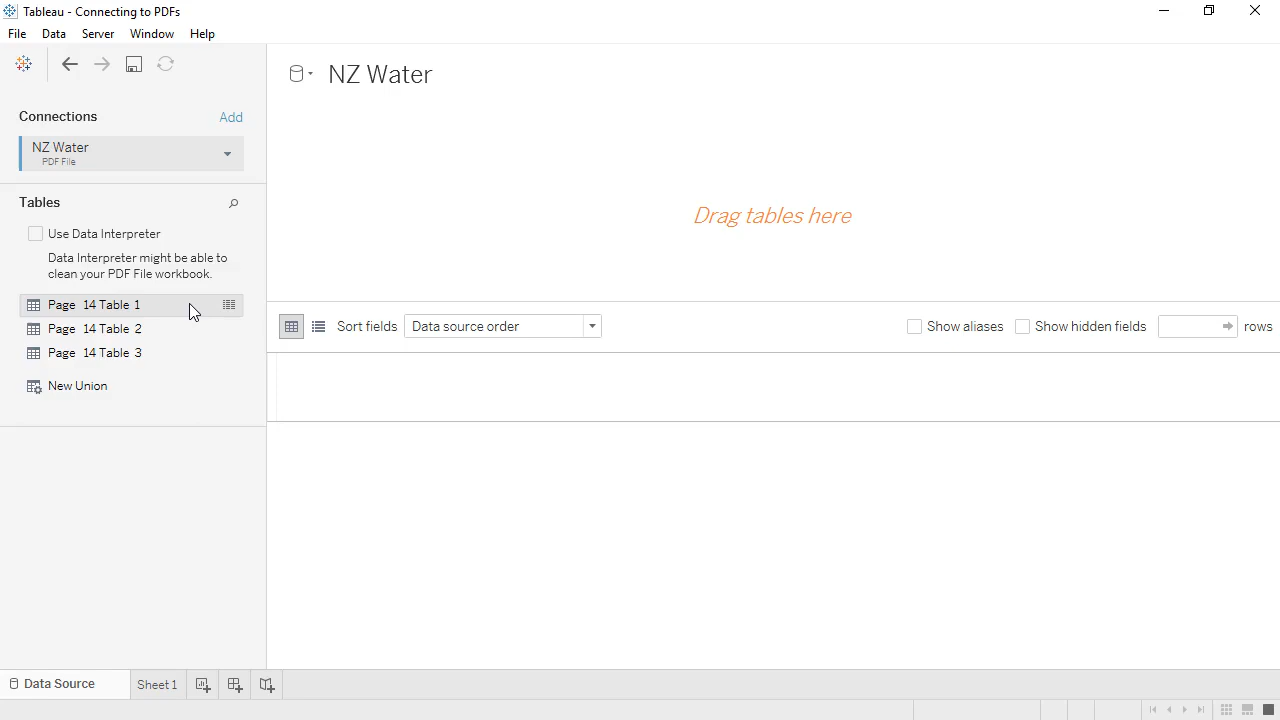 Tableau - Connecting to PDFs
File Data Server Window Help
NZ Water
Connections Add
NZ Water
PDF File
Tables
Use Data Interpreter
Data Interpreter might be able to
clean your PDF File workbook.
Drag tables here
Page 14 Table 1
Page 14 Table 2
Page 14 Table 3
New Union
Sort fields Data source order Show aliases Show hidden fields rows
Data Source Sheet 1